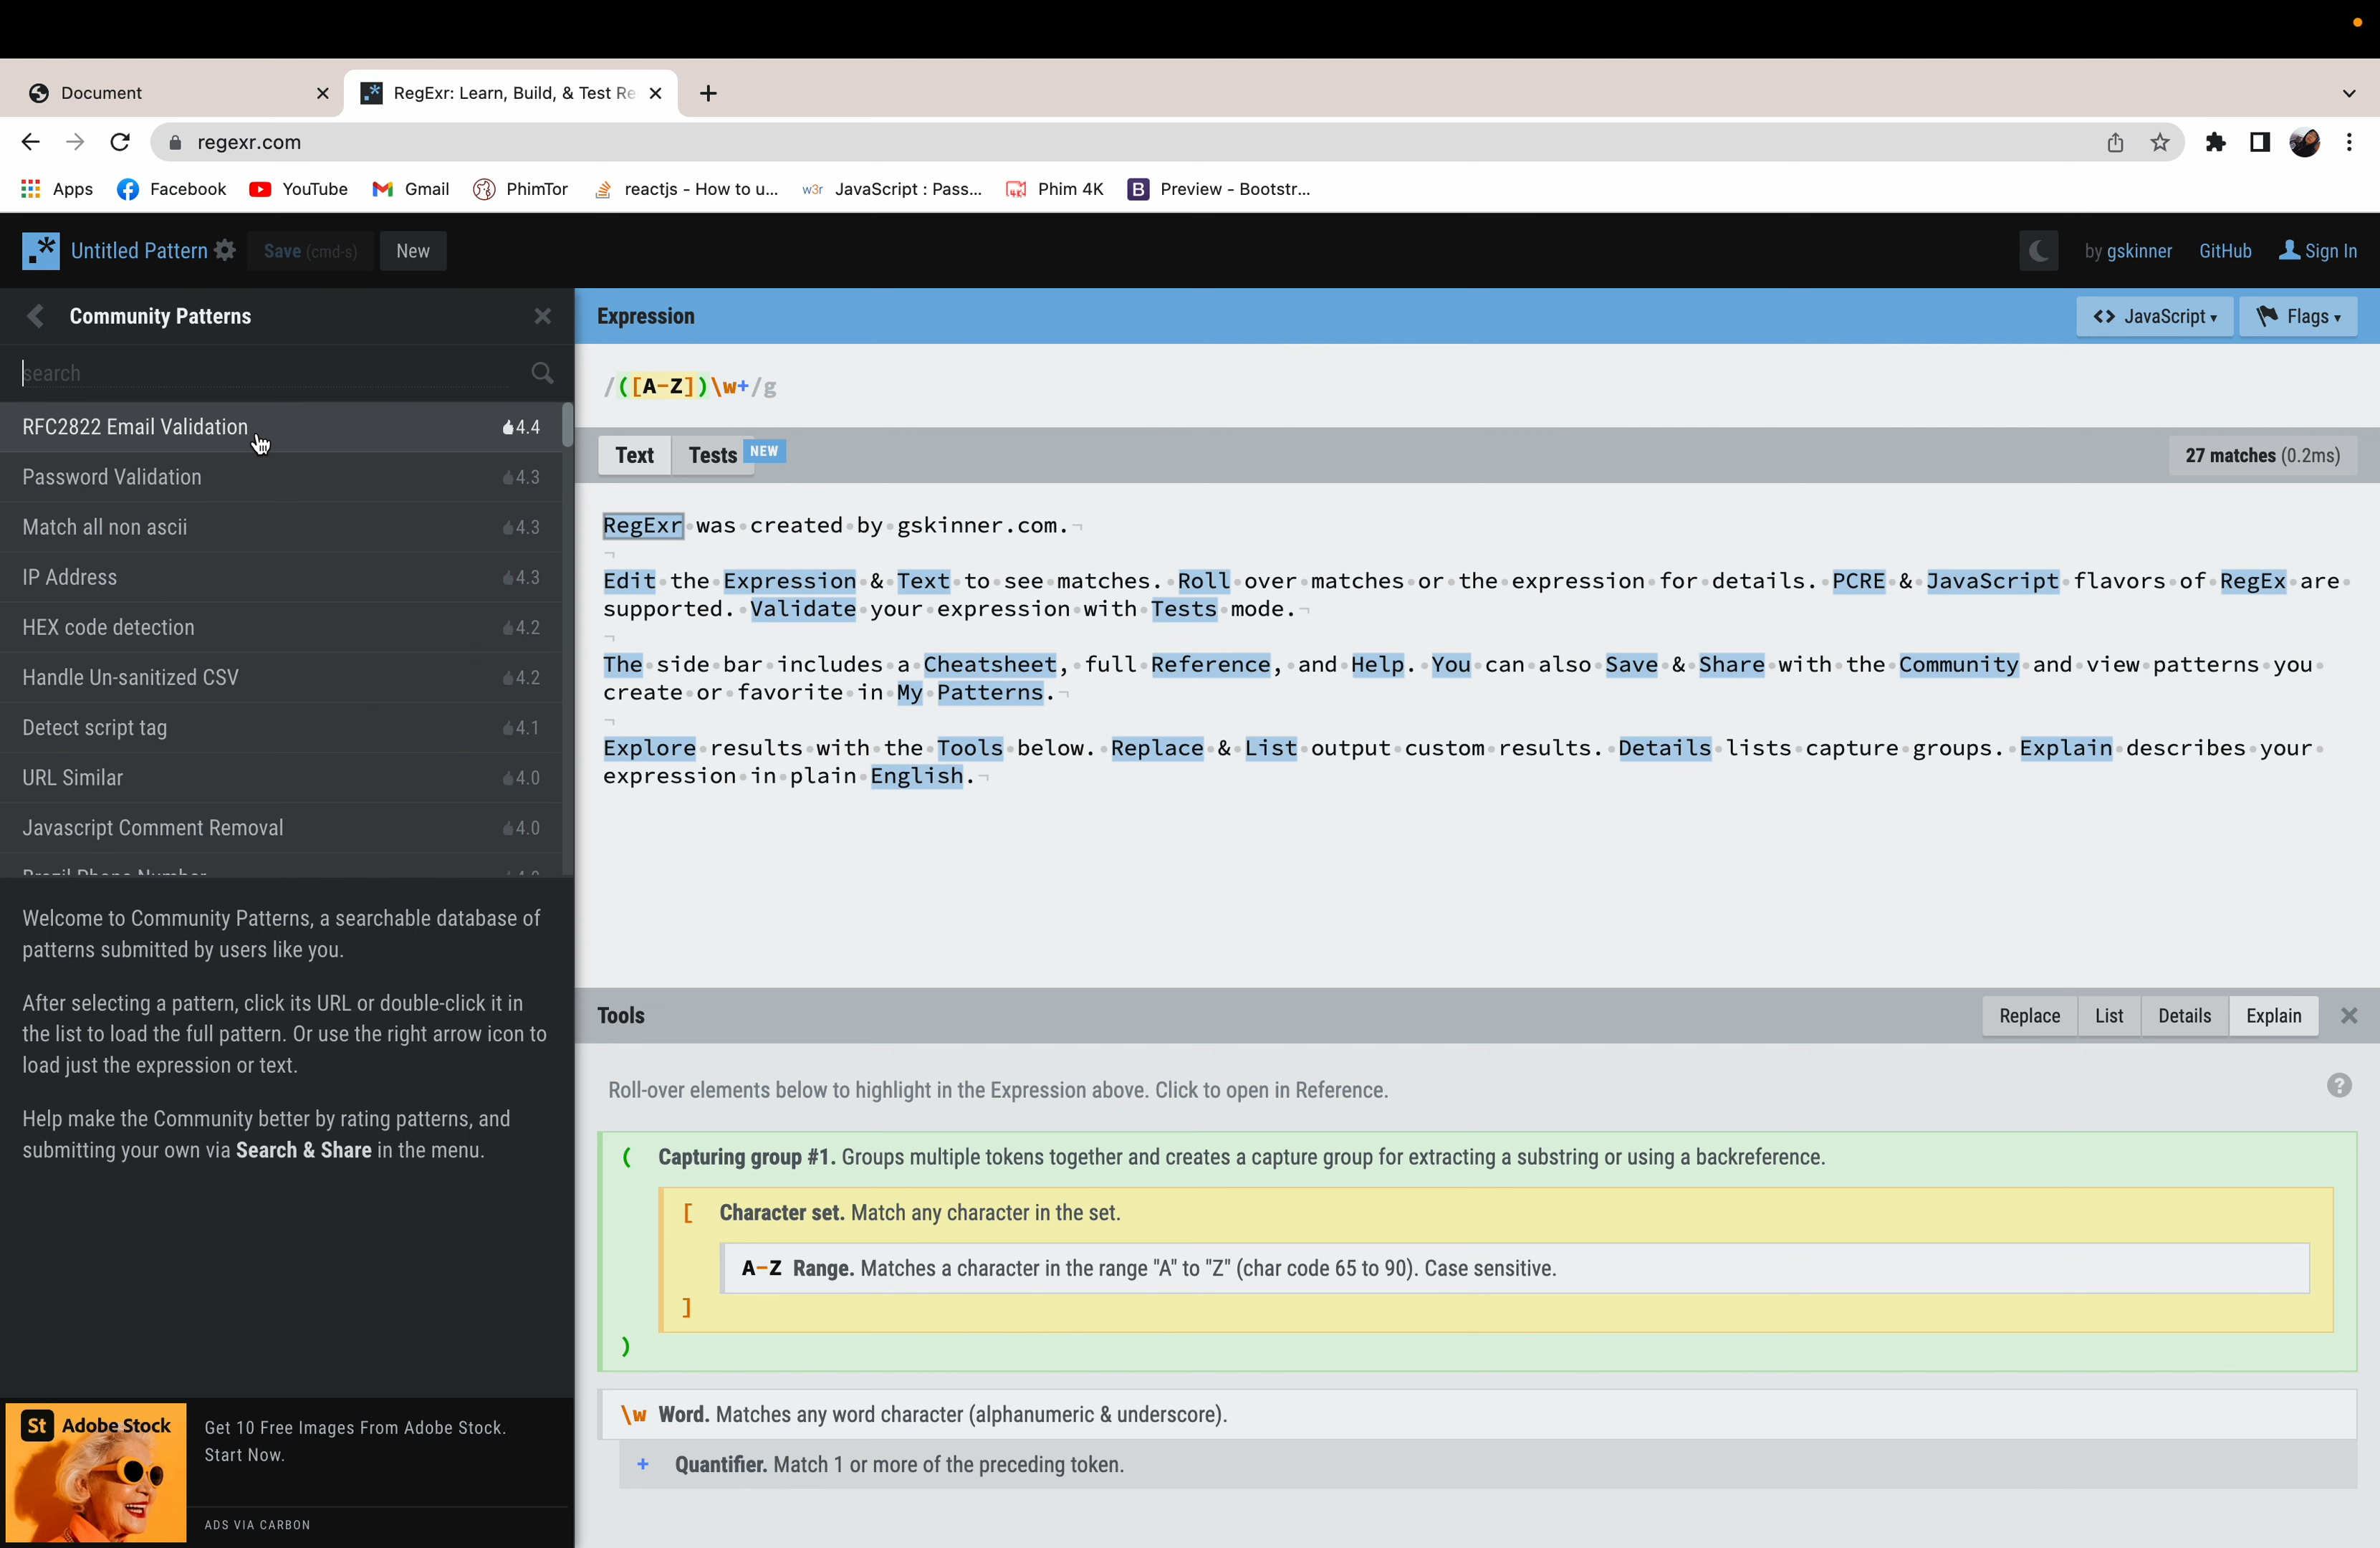 Document
RegExr: Learn, Build, & Test Re
regexr.com
Apps
Facebook
YouTube
Gmail
PhimTor
reactjs - How to u...
w3r JavaScript : Pass...
4K Phim 4K
B Preview - Bootstr...
.* Untitled Pattern
Save (cmd-s)
New
by gskinner
GitHub
Sign In
Community Patterns
search
RFC2822 Email Validation 4.4
Password Validation 4.3
Match all non ascii 4.3
IP Address 4.3
HEX code detection 4.2
Handle Un-sanitized CSV 4.2
Detect script tag 4.1
URL Similar 4.0
Javascript Comment Removal 4.0
Welcome to Community Patterns, a searchable database of
patterns submitted by users like you.
After selecting a pattern, click its URL or double-click it in
the list to load the full pattern. Or use the right arrow icon to
load just the expression or text.
Help make the Community better by rating patterns, and
submitting your own via Search & Share in the menu.
St Adobe Stock
Get 10 Free Images From Adobe Stock.
Start Now.
ADS VIA CARBON
Expression
<> JavaScript
Flags
/([A-Z])\w+/g
Text
Tests NEW
27 matches (0.2ms)
RegExr was created by gskinner.com.
Edit the Expression & Text to see matches. Roll over matches or the expression for details. PCRE & JavaScript flavors of RegEx are
supported. Validate your expression with Tests mode.
The side bar includes a Cheatsheet, full Reference, and Help. You can also Save & Share with the Community and view patterns you
create or favorite in My Patterns.
Explore results with the Tools below. Replace & List output custom results. Details lists capture groups. Explain describes your
expression in plain English.
Tools
Replace
List
Details
Explain
Roll-over elements below to highlight in the Expression above. Click to open in Reference.
?
( Capturing group #1. Groups multiple tokens together and creates a capture group for extracting a substring or using a backreference.
[ Character set. Match any character in the set.
A-Z Range. Matches a character in the range "A" to "Z" (char code 65 to 90). Case sensitive.
]
)
\w Word. Matches any word character (alphanumeric & underscore).
+ Quantifier. Match 1 or more of the preceding token.